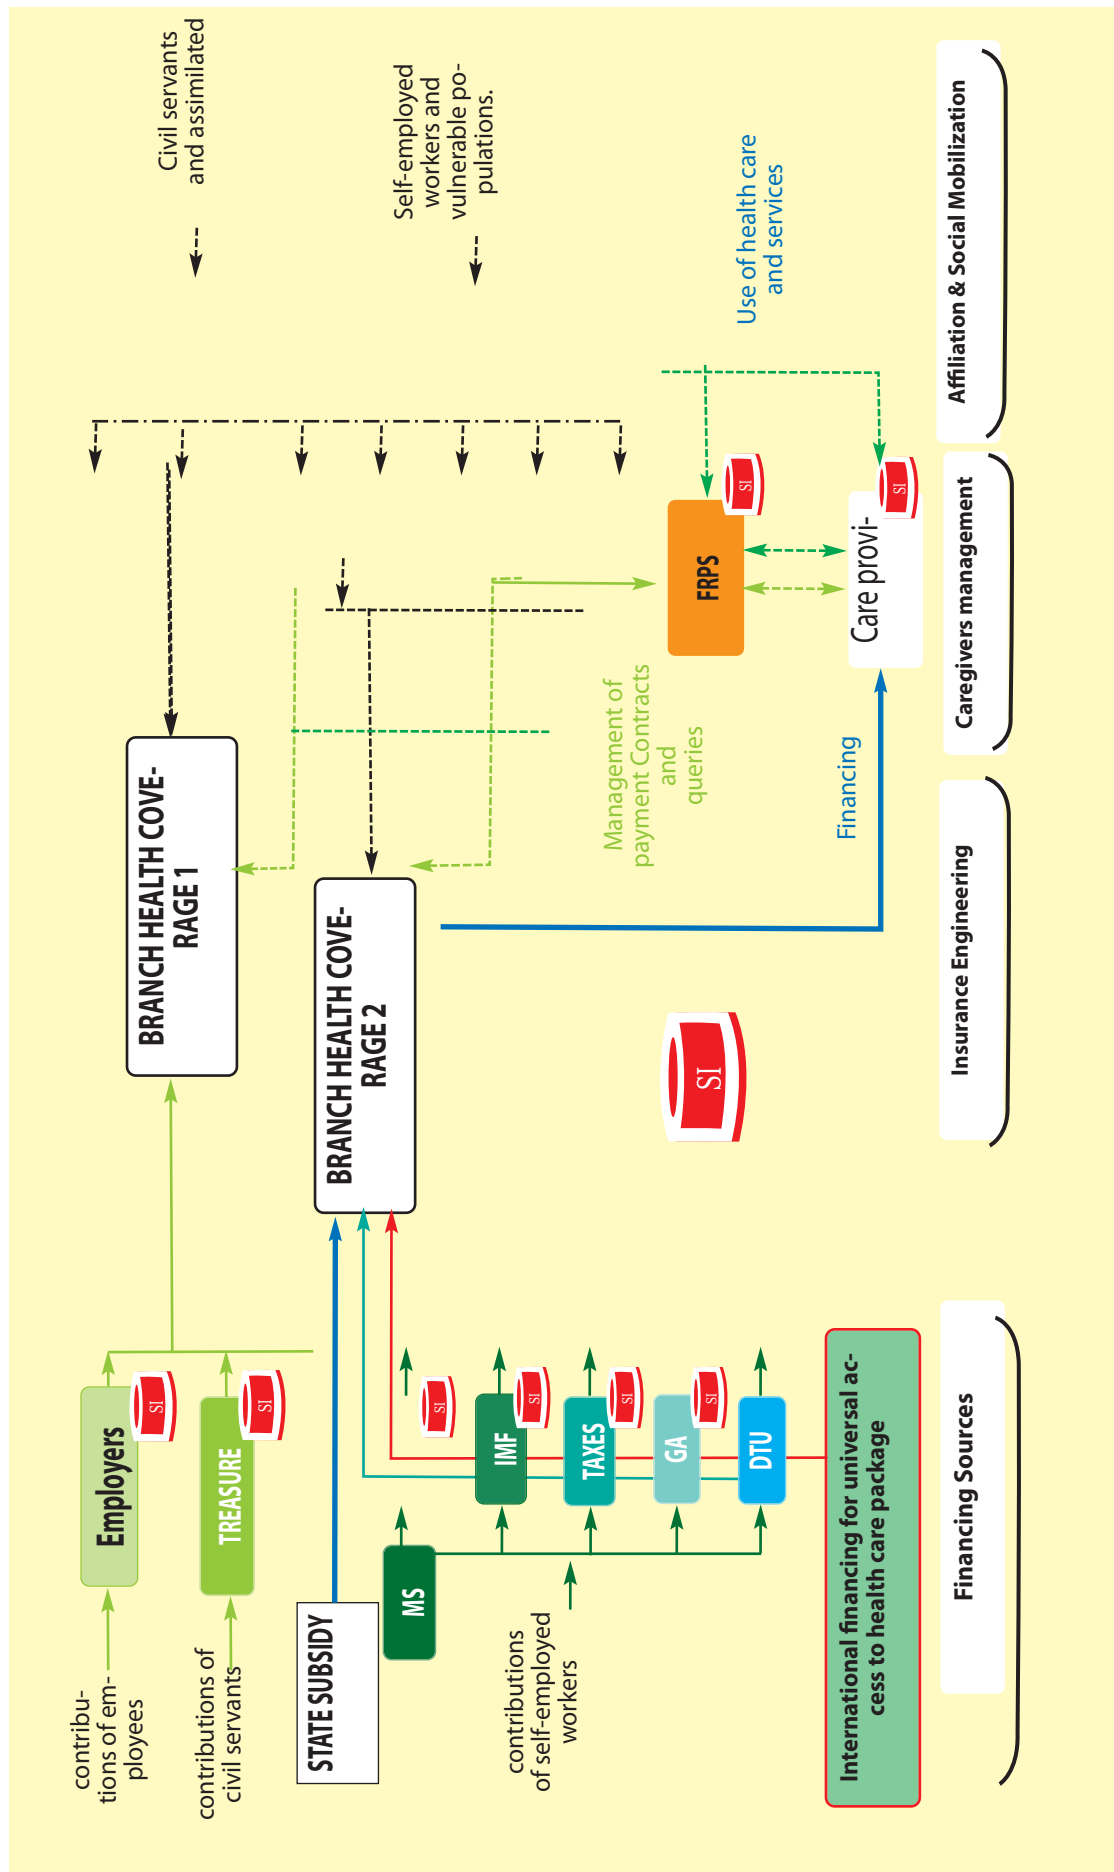 contribu-
tions of em-
ployees
Employers
SI
contributions of
civil servants
TREASURE
SI
BRANCH HEALTH COVE-
RAGE 1
Civil servants
and assimilated
STATE SUBSIDY
BRANCH HEALTH COVE-
RAGE 2
Self-employed
workers and
vulnerable po-
pulations.
MS
SI
contributions
of self-employed
workers
IMF
SI
TAXES
SI
GA
SI
DTU
SI
Management of
payment Contracts
and
queries
FRPS
SI
Use of health care
and services
Financing
Care provi-
SI
International financing for universal ac-
cess to health care package
Financing Sources
Insurance Engineering
Caregivers management
Affiliation & Social Mobilization